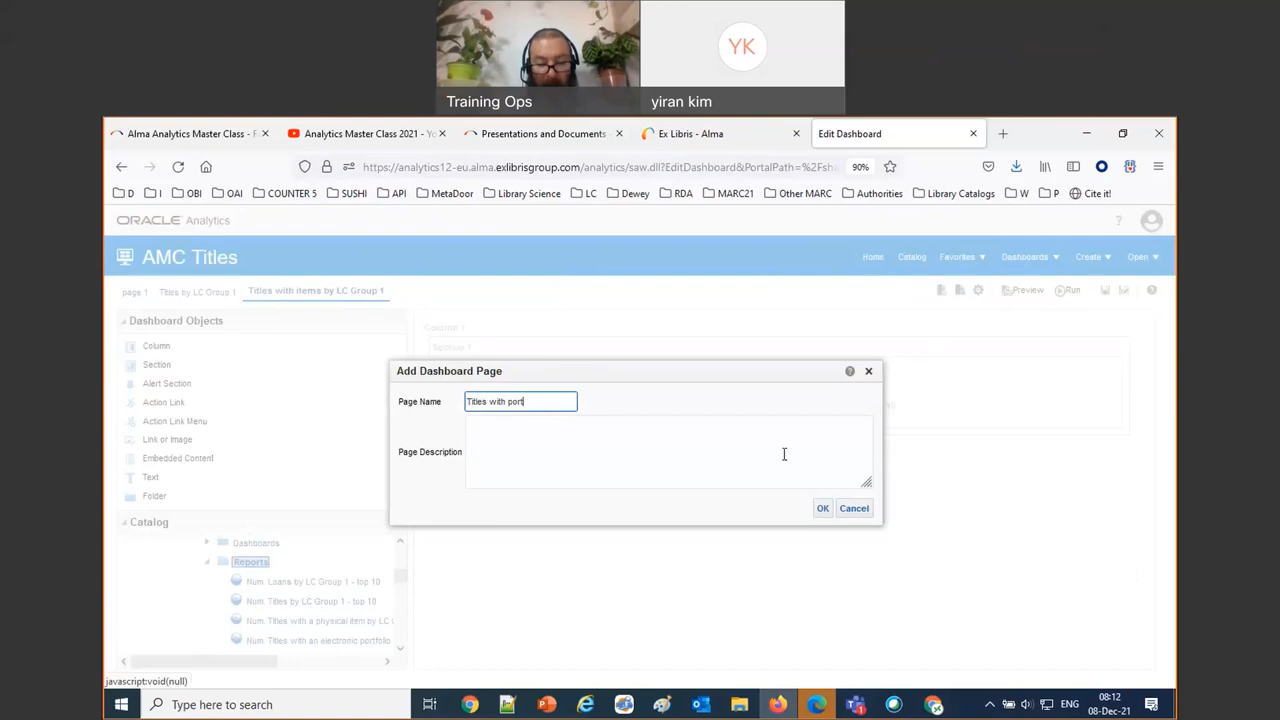 YK
Training Ops
yiran kim
Alma Analytics Master Class - F
Analytics Master Class 2021 - Yo
Presentations and Documents -
Ex Libris - Alma
Edit Dashboard
https://analytics12-eu.alma.exlibrisgroup.com/analytics/saw.dll?EditDashboard&PortalPath=%2Fsh
90%
D
I
OBI
OAI
COUNTER 5
SUSHI
API
MetaDoor
Library Science
LC
Dewey
RDA
MARC21
Other MARC
Authorities
Library Catalogs
W
P
Cite it!
ORACLE Analytics
AMC Titles
Home
Catalog
Favorites
Dashboards
Create
Open
page 1
Titles by LC Group 1
Titles with items by LC Group 1
Preview
Run
Dashboard Objects
Column
Section
Alert Section
Action Link
Action Link Menu
Link or Image
Embedded Content
Text
Folder
Column 1
Section 1
Add Dashboard Page
Page Name
Titles with port
Page Description
OK
Cancel
Catalog
Dashboards
Reports
Num. Loans by LC Group 1 - top 10
Num. Titles by LC Group 1 - top 10
Num. Titles with a physical item by LC
Num. Titles with an electronic portfolio
javascript:void(null)
Type here to search
ENG
08:12
08-Dec-21